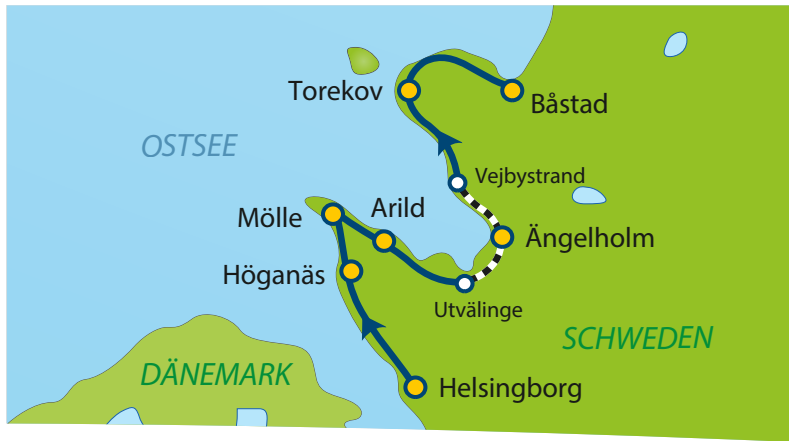 Torekov
Båstad
OSTSEE
Vejbystrand
Arild
Mölle
Ängelholm
Höganäs
Utvälinge
SCHWEDEN
DÄNEMARK
Helsingborg